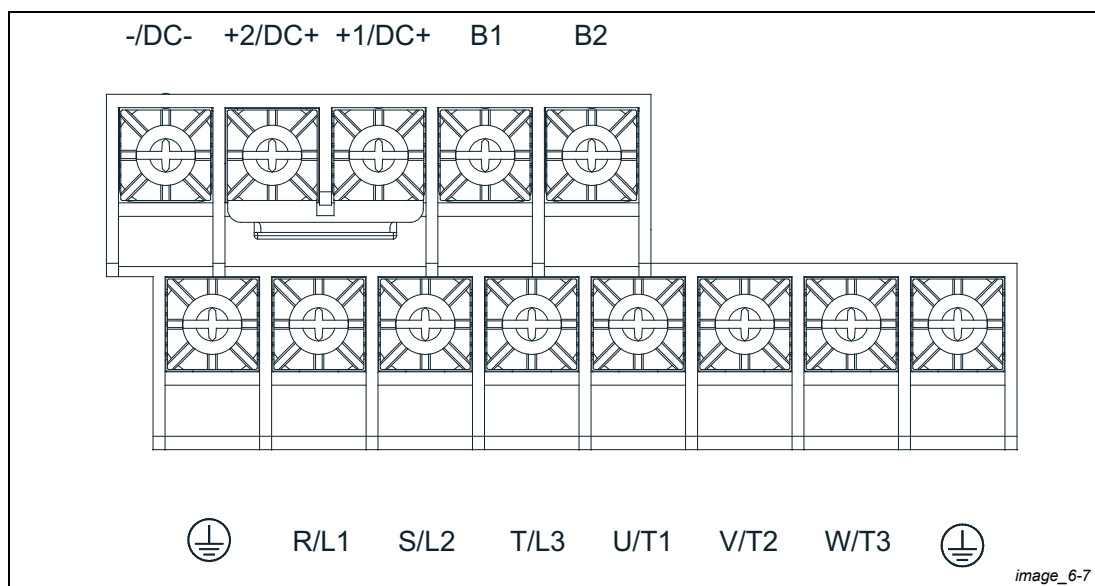 -/DC- +2/DC+ +1/DC+ B1 B2
R/L1 S/L2 T/L3 U/T1 V/T2 W/T3
image_6-7